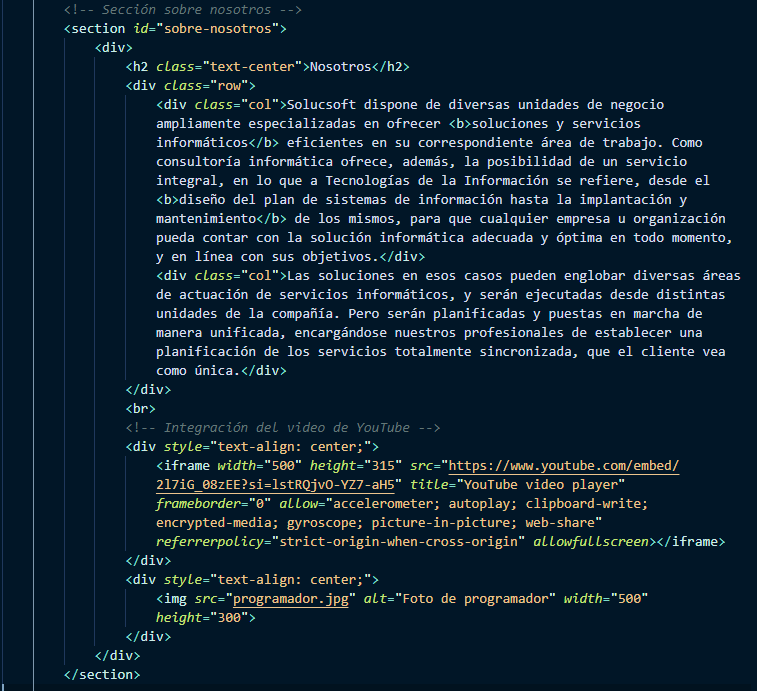 <!-- Sección sobre nosotros -->
<section id="sobre-nosotros">
<div>
<h2 class="text-center">Nosotros</h2>
<div class="row">
<div class="col">Solucsoft dispone de diversas unidades de negocio
ampliamente especializadas en ofrecer <b>soluciones y servicios
informáticos</b> eficientes en su correspondiente área de trabajo. Como
consultoría informática ofrece, además, la posibilidad de un servicio
integral, en lo que a Tecnologías de la Información se refiere, desde el
<b>diseño del plan de sistemas de información hasta la implantación y
mantenimiento</b> de los mismos, para que cualquier empresa u organización
pueda contar con la solución informática adecuada y óptima en todo momento,
y en línea con sus objetivos.</div>
<div class="col">Las soluciones en esos casos pueden englobar diversas áreas
de actuación de servicios informáticos, y serán ejecutadas desde distintas
unidades de la compañía. Pero serán planificadas y puestas en marcha de
manera unificada, encargándose nuestros profesionales de establecer una
planificación de los servicios totalmente sincronizada, que el cliente vea
como única.</div>
</div>
<br>
<!-- Integración del video de YouTube -->
<div style="text-align: center;">
<iframe width="500" height="315" src="https://www.youtube.com/embed/
2l7iG_08zEE?si=lstRQjvO-YZ7-aH5" title="YouTube video player"
frameborder="0" allow="accelerometer; autoplay; clipboard-write;
encrypted-media; gyroscope; picture-in-picture; web-share"
referrerpolicy="strict-origin-when-cross-origin" allowfullscreen></iframe>
</div>
<div style="text-align: center;">
<img src="programador.jpg" alt="Foto de programador" width="500"
height="300">
</div>
</div>
</section>